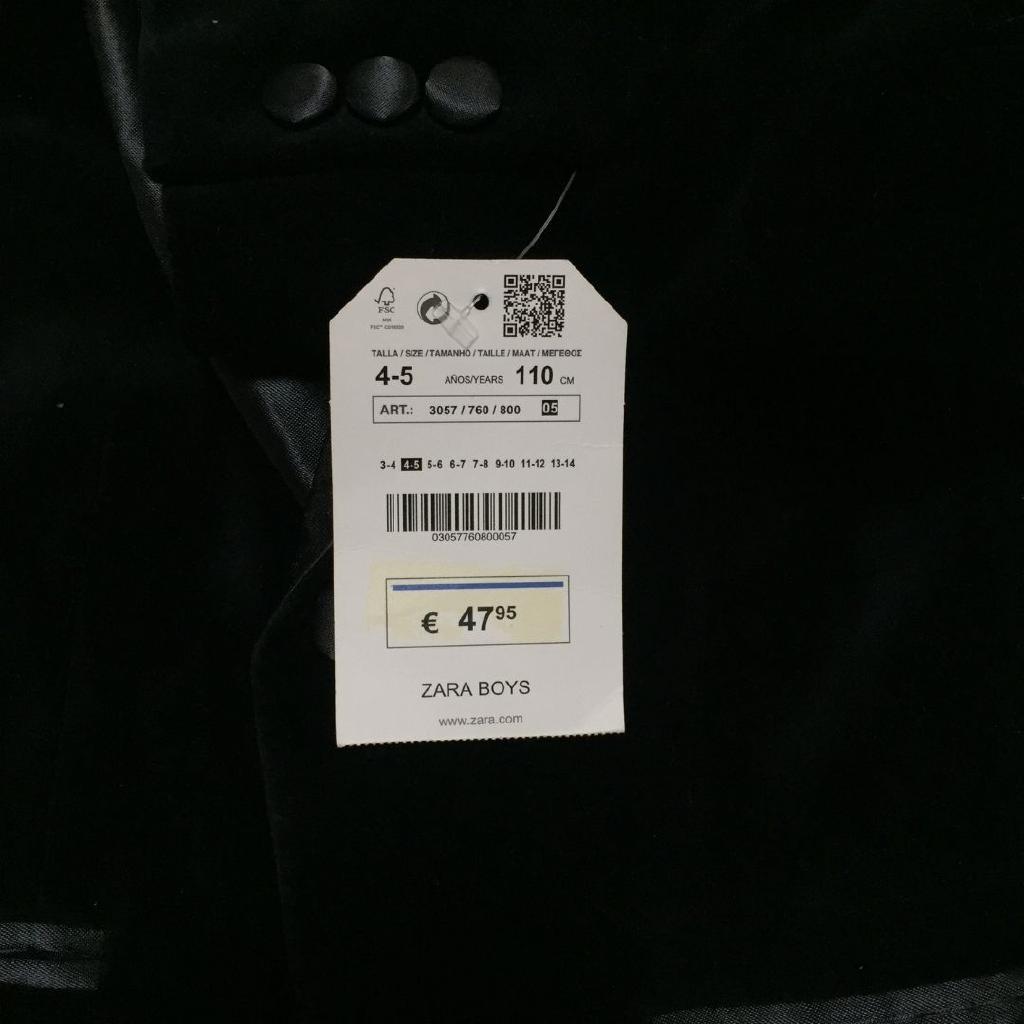 FSC
TALLA / SIZE / TAMANHO / TAILLE / MAAT / ΜΕΓΕΘΟΣ
4-5 AÑOS/YEARS 110 CM
ART.: 3057 / 760 / 800 05
3-4 4-5 5-6 6-7 7-8 9-10 11-12 13-14
03057760800057
€ 47 95
ZARA BOYS
www.zara.com